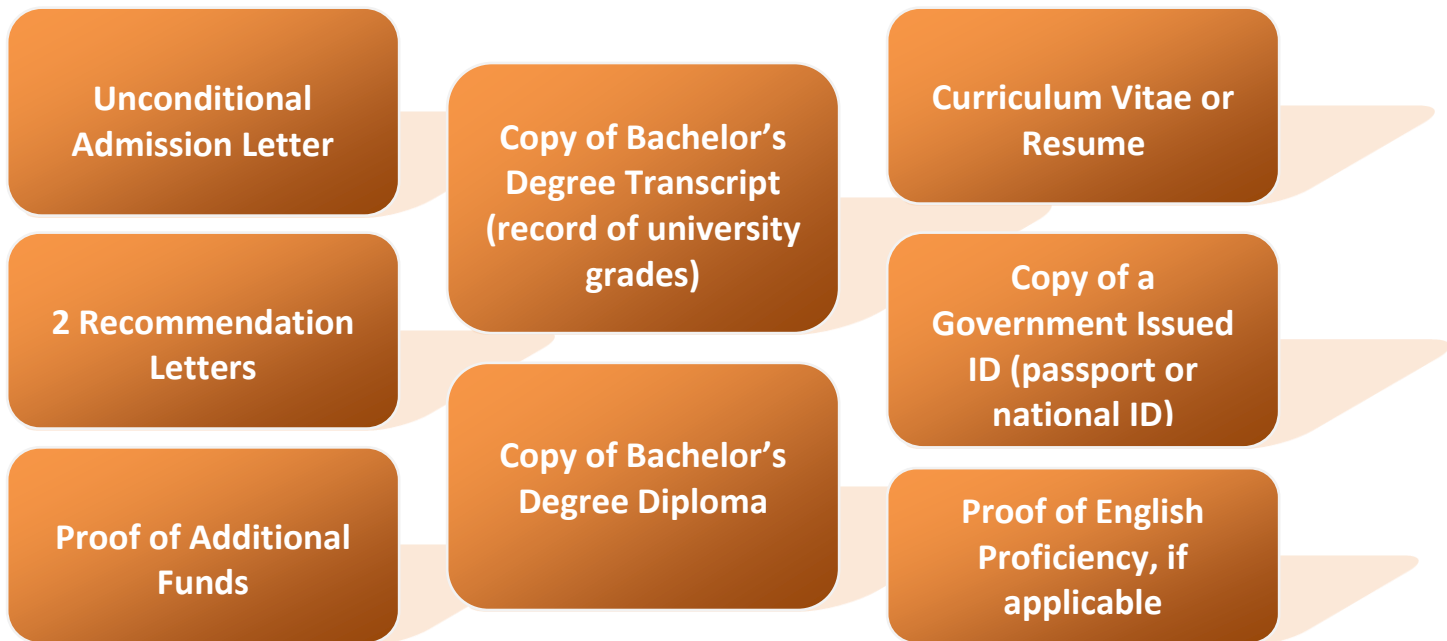 Unconditional
Admission Letter
2 Recommendation
Letters
Proof of Additional
Funds
Copy of Bachelor’s
Degree Transcript
(record of university
grades)
Copy of Bachelor’s
Degree Diploma
Curriculum Vitae or
Resume
Copy of a
Government Issued
ID (passport or
national ID)
Proof of English
Proficiency, if
applicable